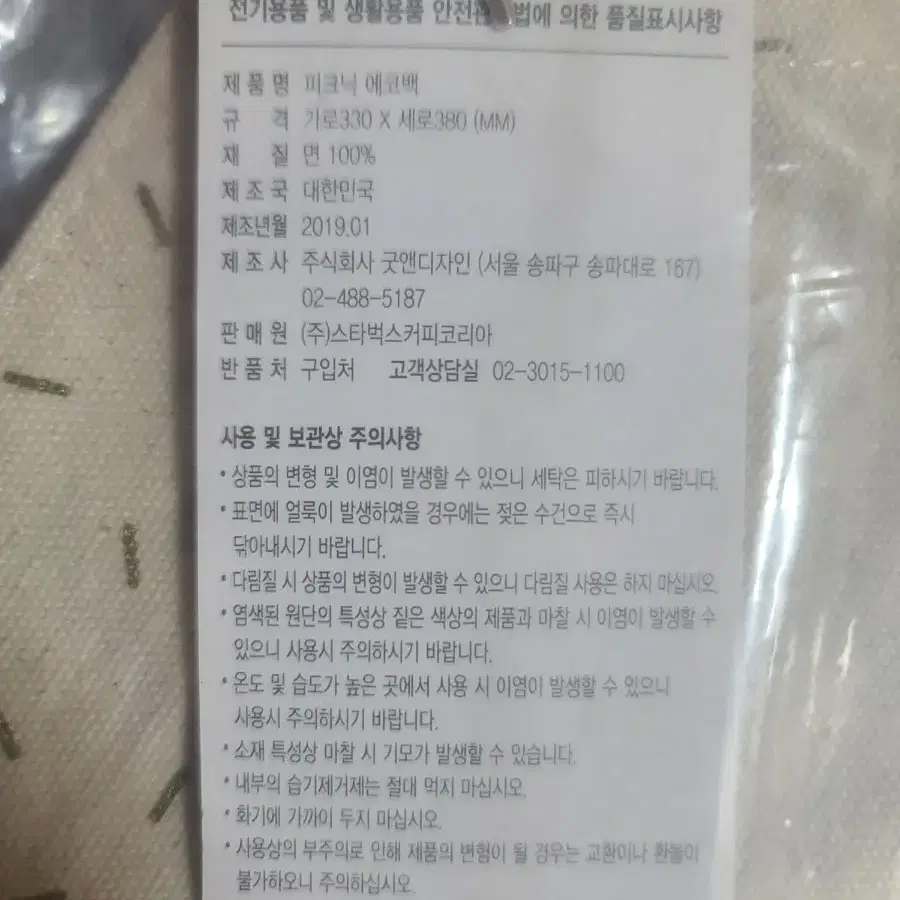 전기용품 및 생활용품 법에 의한 품질표시사항
제품명 피크닉 에코백
규격 가로330 X 세로380 (MM)
재질 면 100%
제조국 대한민국
제조년월 2019.01
제조사 주식회사 굿앤디자인 (서울 송파구 송파대로 167)
02-488-5187
판매원 (주)스타벅스커피코리아
반품처 구입처 고객상담실 02-3015-1100
사용 및 보관상 주의사항
• 상품의 변형 및 이염이 발생할 수 있으니 세탁은 피하시기 바랍니다.
• 표면에 얼룩이 발생하였을 경우에는 젖은 수건으로 즉시
닦아내시기 바랍니다.
• 다림질 시 상품의 변형이 발생할 수 있으니 다림질 사용은 하지 마십시오.
• 염색된 원단의 특성상 짙은 색상의 제품과 마찰 시 이염이 발생할 수
있으니 사용시 주의하시기 바랍니다.
• 온도 및 습도가 높은 곳에서 사용 시 이염이 발생할 수 있으니
사용시 주의하시기 바랍니다.
• 소재 특성상 마찰 시 기모가 발생할 수 있습니다.
• 내부의 습기제거제는 절대 먹지 마십시오.
• 화기에 가까이 두지 마십시오.
• 사용상의 부주의로 인해 제품의 변형이 될 경우는 교환이나 환불이
불가하오니 주의하십시오.